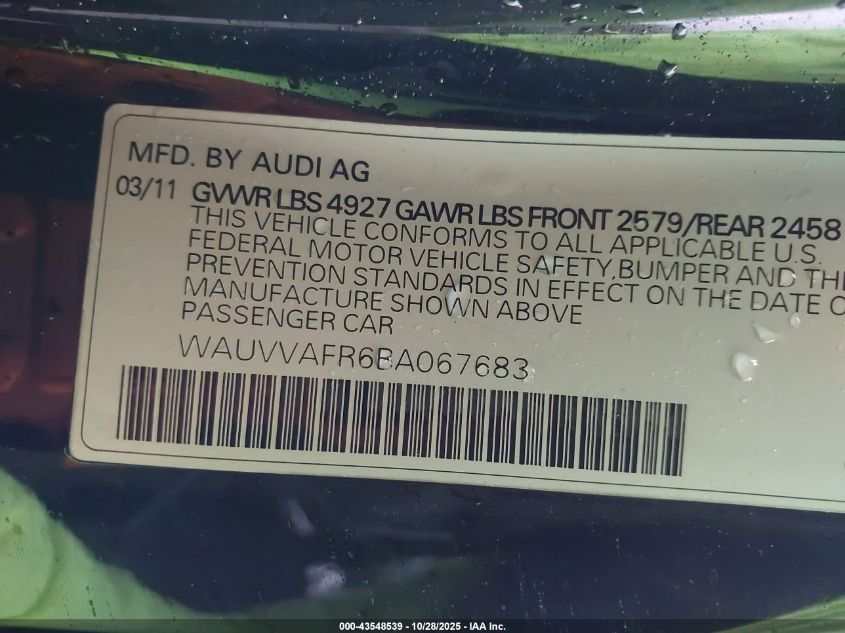 MFD. BY AUDI AG
03/11 GVWR LBS 4927 GAWR LBS FRONT 2579/REAR 2458
THIS VEHICLE CONFORMS TO ALL APPLICABLE U.S.
FEDERAL MOTOR VEHICLE SAFETY,BUMPER AND
PREVENTION STANDARDS IN EFFECT ON THE DATE
MANUFACTURE SHOWN ABOVE
PASSENGER CAR
WAUVVAFR6BA067683
000-43548539 - 10/28/2025 - IAA Inc.